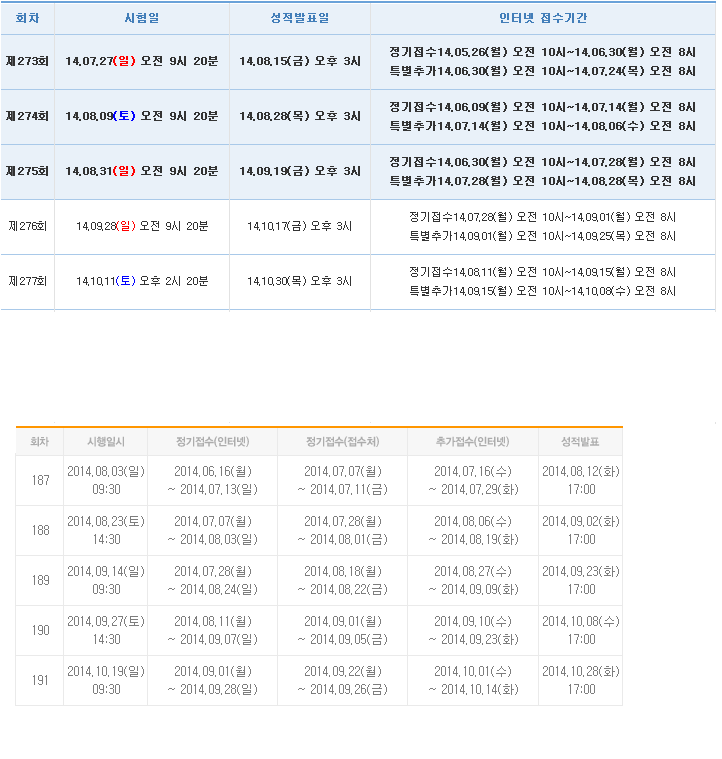 회차 시험일 성적발표일 인터넷 접수기간
제273회 14.07.27(일) 오전 9시 20분 14.08.15(금) 오후 3시 정기접수14.05.26(월) 오전 10시~14.06.30(월) 오전 8시
특별추가14.06.30(월) 오전 10시~14.07.24(목) 오전 8시
제274회 14.08.09(토) 오전 9시 20분 14.08.28(목) 오후 3시 정기접수14.06.09(월) 오전 10시~14.07.14(월) 오전 8시
특별추가14.07.14(월) 오전 10시~14.08.06(수) 오전 8시
제275회 14.08.31(일) 오전 9시 20분 14.09.19(금) 오후 3시 정기접수14.06.30(월) 오전 10시~14.07.28(월) 오전 8시
특별추가14.07.28(월) 오전 10시~14.08.28(목) 오전 8시
제276회 14.09.28(일) 오전 9시 20분 14.10.17(금) 오후 3시 정기접수14.07.28(월) 오전 10시~14.09.01(월) 오전 8시
특별추가14.09.01(월) 오전 10시~14.09.25(목) 오전 8시
제277회 14.10.11(토) 오후 2시 20분 14.10.30(목) 오후 3시 정기접수14.08.11(월) 오전 10시~14.09.15(월) 오전 8시
특별추가14.09.15(월) 오전 10시~14.10.08(수) 오전 8시
회차 시행일시 정기접수(인터넷) 정기접수(접수처) 추가접수(인터넷) 성적발표
187 2014.08.03(일) 2014.06.16(월) 2014.07.07(월) 2014.07.16(수) 2014.08.12(화)
09:30 ~ 2014.07.13(일) ~ 2014.07.11(금) ~ 2014.07.29(화) 17:00
188 2014.08.23(토) 2014.07.07(월) 2014.07.28(월) 2014.08.06(수) 2014.09.02(화)
14:30 ~ 2014.08.03(일) ~ 2014.08.01(금) ~ 2014.08.19(화) 17:00
189 2014.09.14(일) 2014.07.28(월) 2014.08.18(월) 2014.08.27(수) 2014.09.23(화)
09:30 ~ 2014.08.24(일) ~ 2014.08.22(금) ~ 2014.09.09(화) 17:00
190 2014.09.27(토) 2014.08.11(월) 2014.09.01(월) 2014.09.10(수) 2014.10.08(수)
14:30 ~ 2014.09.07(일) ~ 2014.09.05(금) ~ 2014.09.23(화) 17:00
191 2014.10.19(일) 2014.09.01(월) 2014.09.22(월) 2014.10.01(수) 2014.10.28(화)
09:30 ~ 2014.09.28(일) ~ 2014.09.26(금) ~ 2014.10.14(화) 17:00